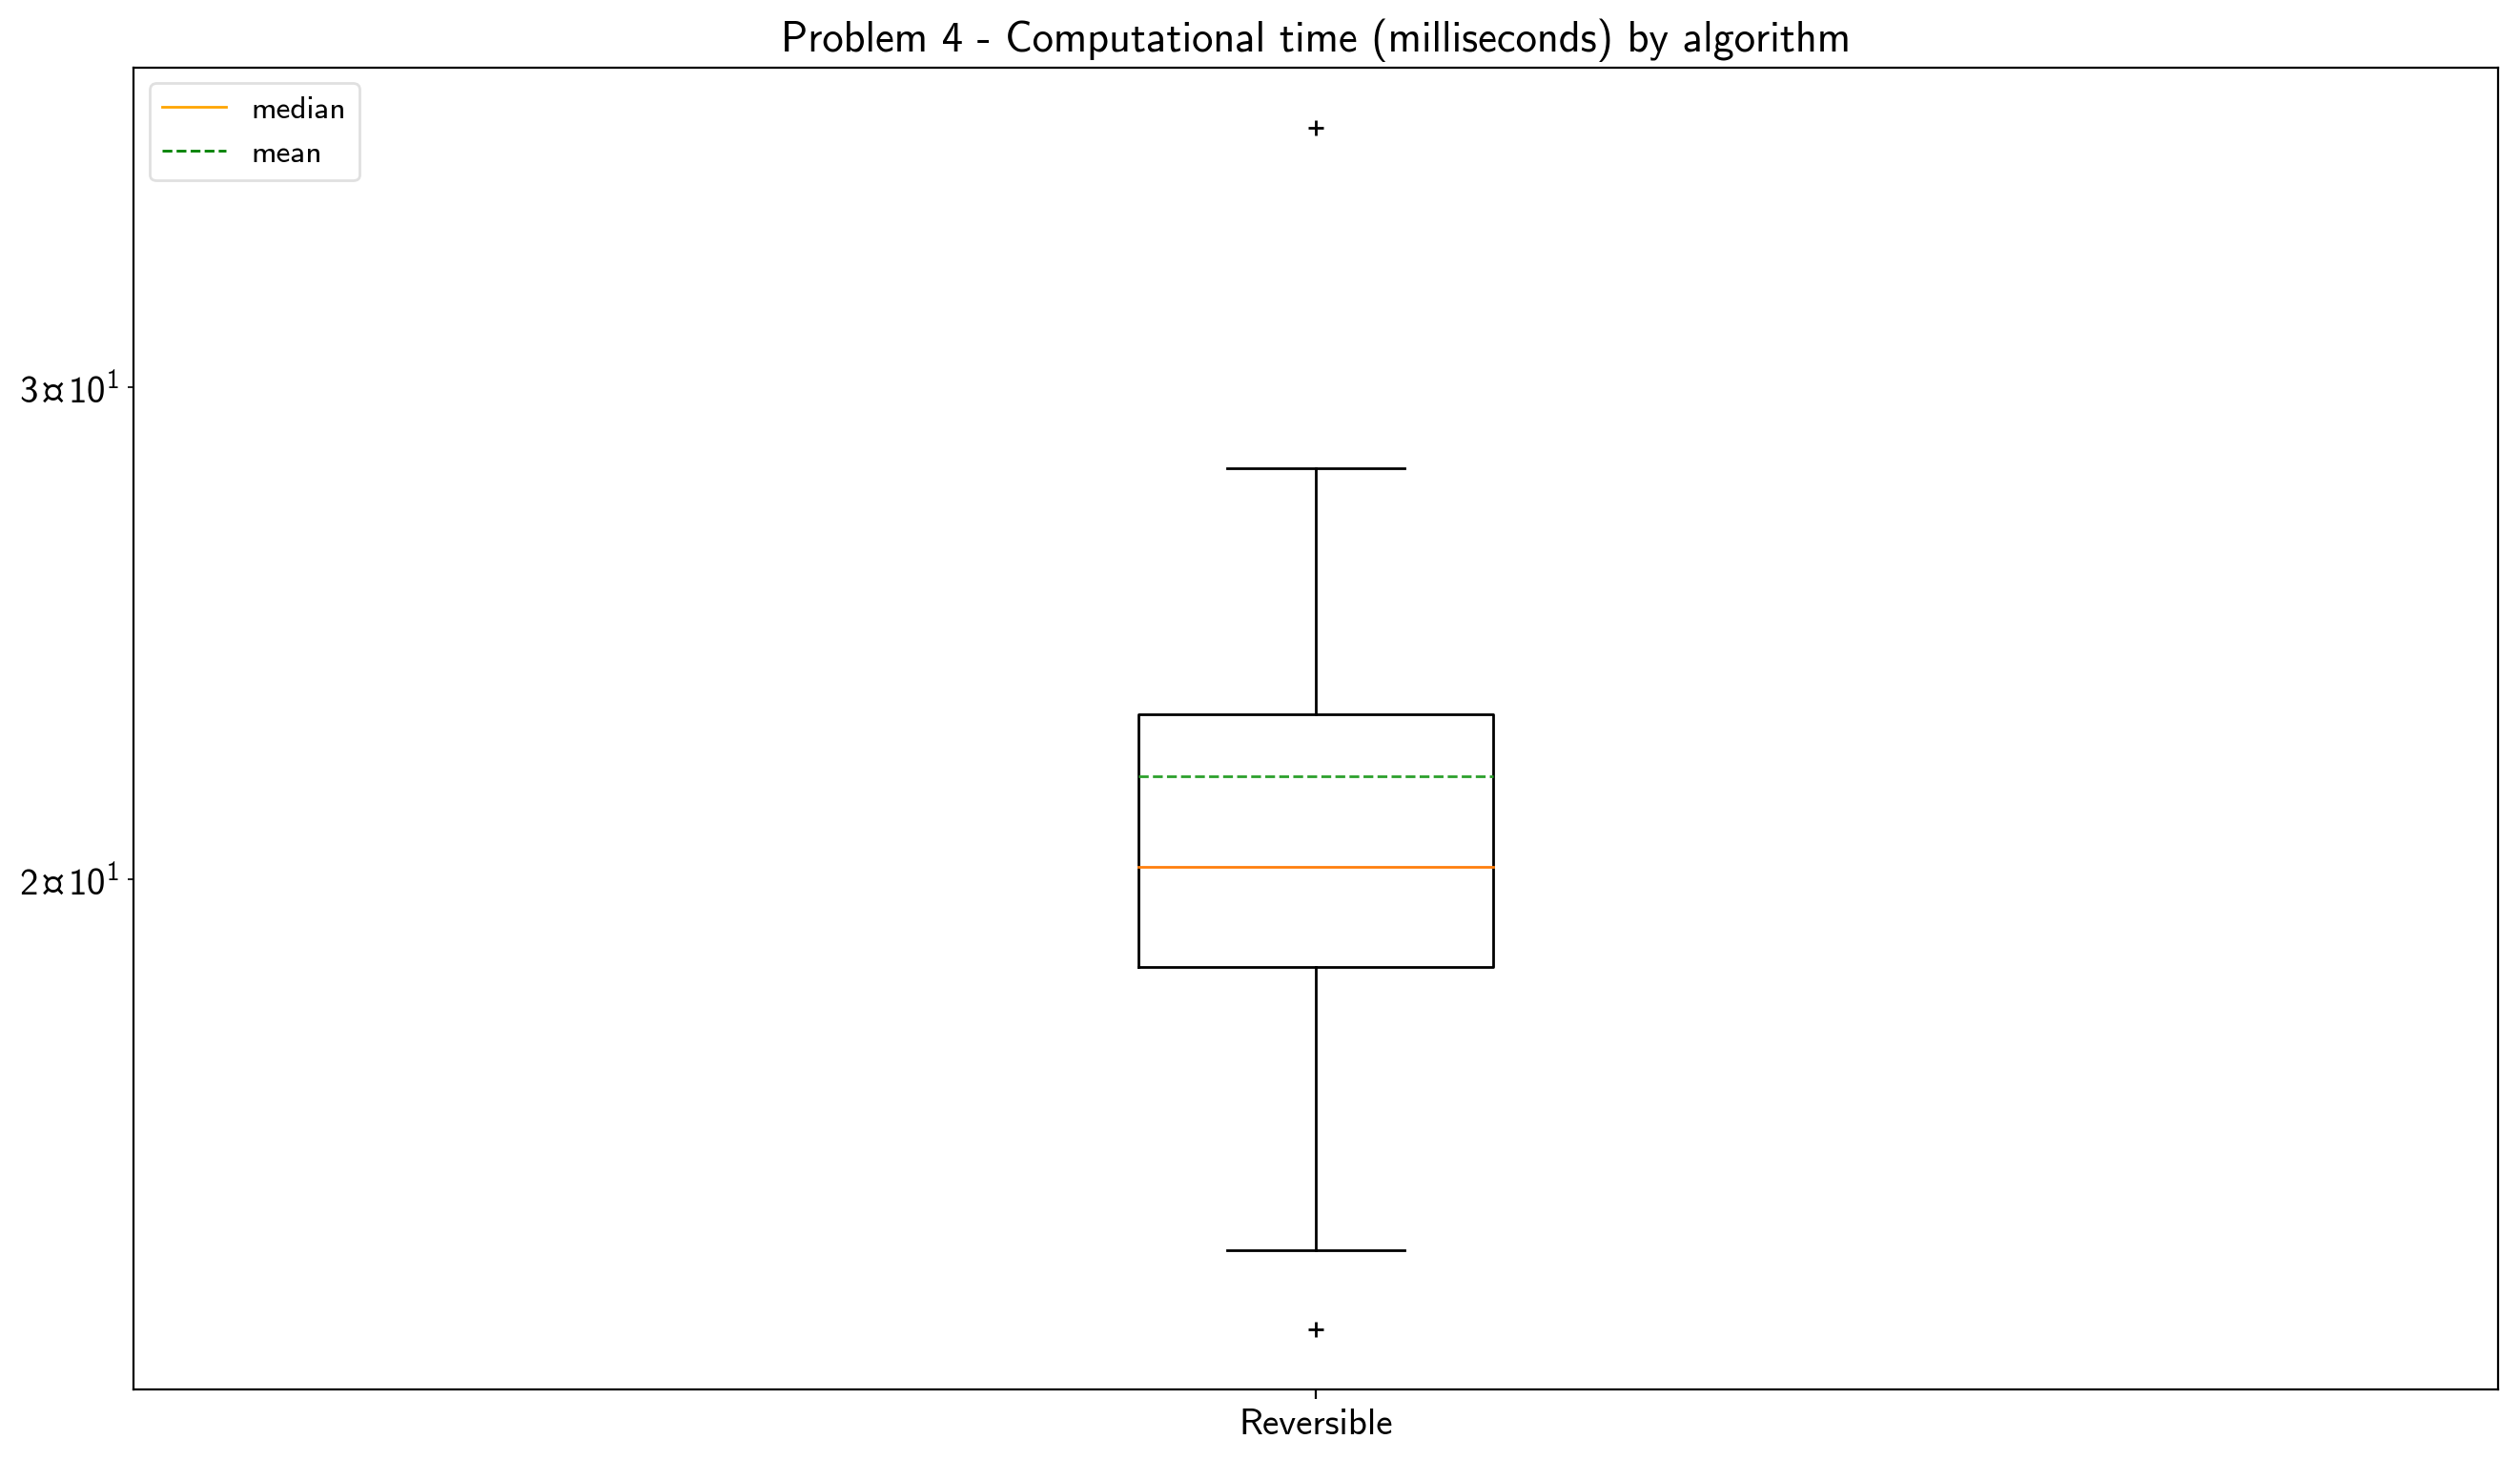 Problem 4 - Computational time (milliseconds) by algorithm
median
mean
3¤10¹
2¤10¹
Reversible